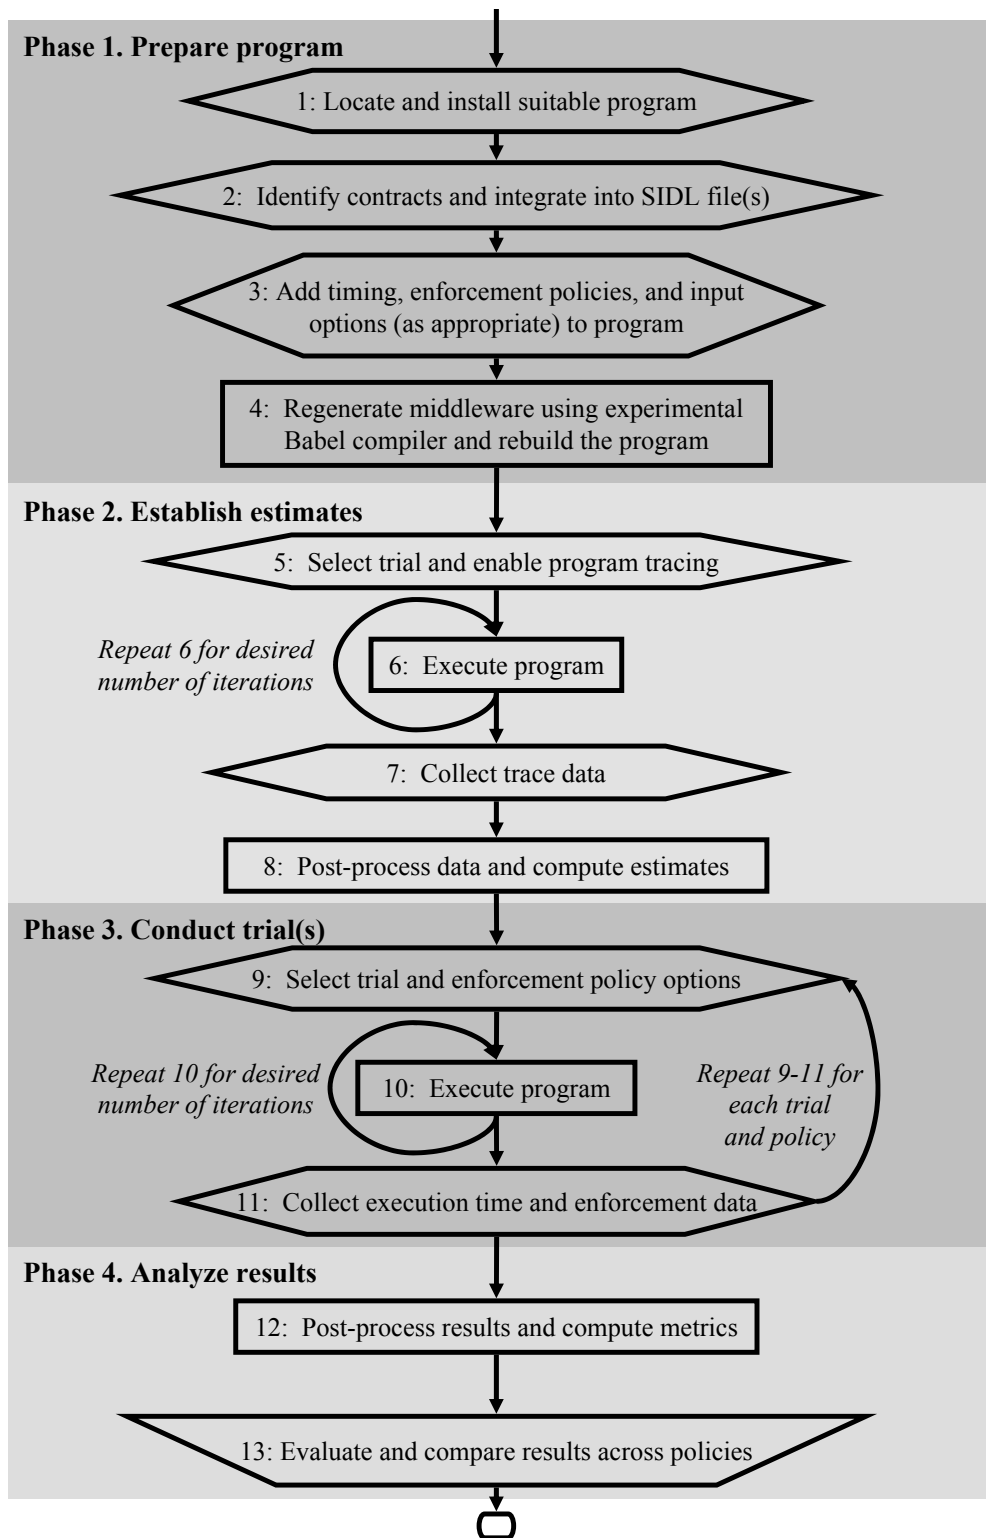 Phase 1. Prepare program
1: Locate and install suitable program
2: Identify contracts and integrate into SIDL file(s)
3: Add timing, enforcement policies, and input
options (as appropriate) to program
4: Regenerate middleware using experimental
Babel compiler and rebuild the program
Phase 2. Establish estimates
5: Select trial and enable program tracing
Repeat 6 for desired
number of iterations
6: Execute program
7: Collect trace data
8: Post-process data and compute estimates
Phase 3. Conduct trial(s)
9: Select trial and enforcement policy options
Repeat 10 for desired
number of iterations
10: Execute program
Repeat 9-11 for
each trial
and policy
11: Collect execution time and enforcement data
Phase 4. Analyze results
12: Post-process results and compute metrics
13: Evaluate and compare results across policies